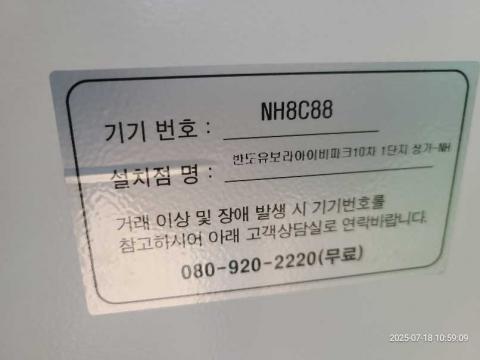 기기 번호 : NH8C88
설치점 명 : 반도유보라아이비파크10차 1단지 상가-NH
거래 이상 및 장애 발생 시 기기번호를
참고하시어 아래 고객상담실로 연락바랍니다.
080-920-2220(무료)
2025-07-18 10:59:09